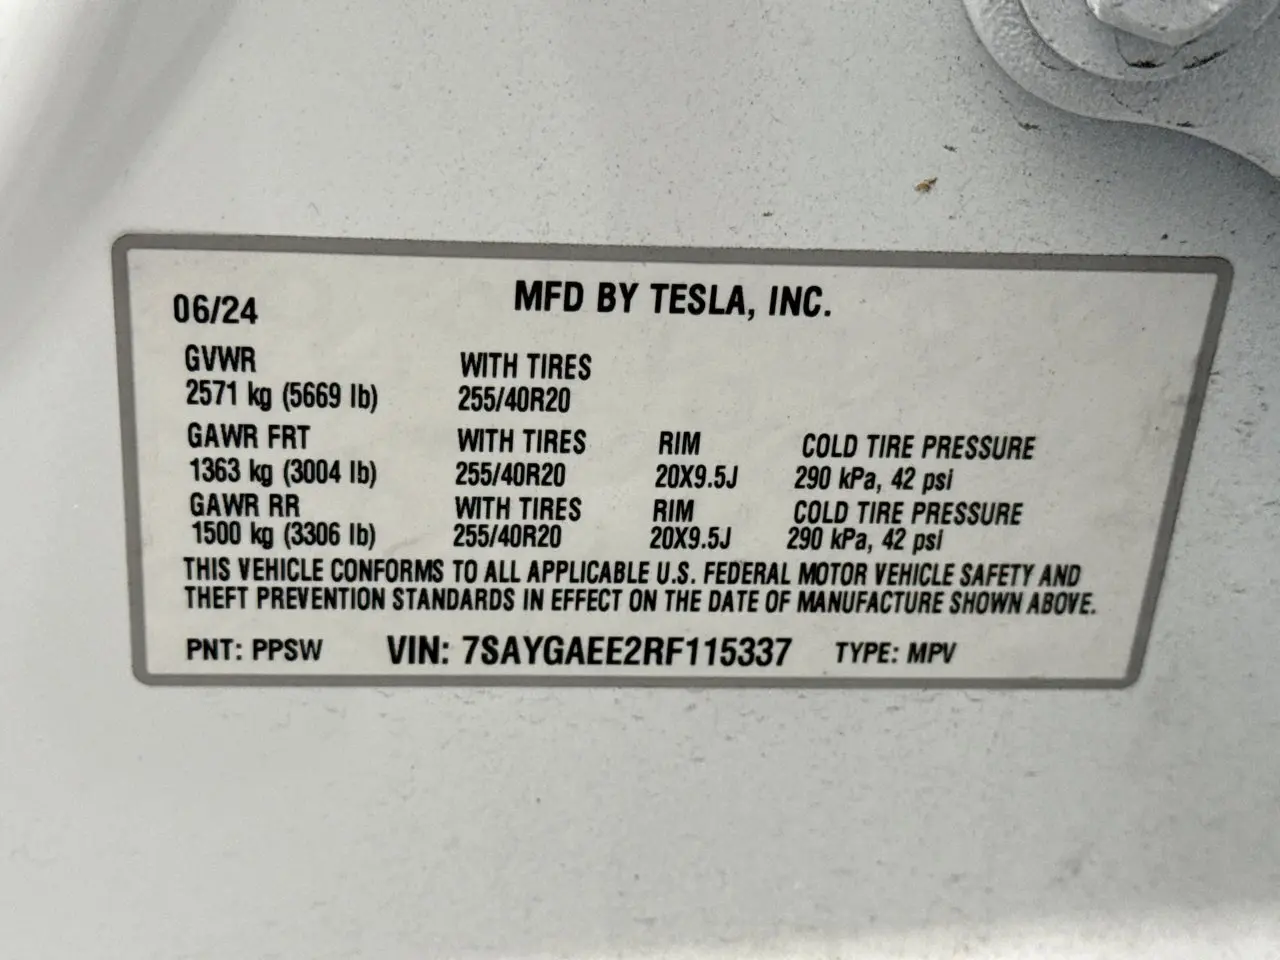 06/24 MFD BY TESLA, INC.
GVWR WITH TIRES
2571 kg (5669 lb) 255/40R20
GAWR FRT WITH TIRES RIM COLD TIRE PRESSURE
1363 kg (3004 lb) 255/40R20 20X9.5J 290 kPa, 42 psi
GAWR RR WITH TIRES RIM COLD TIRE PRESSURE
1500 kg (3306 lb) 255/40R20 20X9.5J 290 kPa, 42 psi
THIS VEHICLE CONFORMS TO ALL APPLICABLE U.S. FEDERAL MOTOR VEHICLE SAFETY AND
THEFT PREVENTION STANDARDS IN EFFECT ON THE DATE OF MANUFACTURE SHOWN ABOVE.
PNT: PPSW VIN: 7SAYGAEE2RF115337 TYPE: MPV